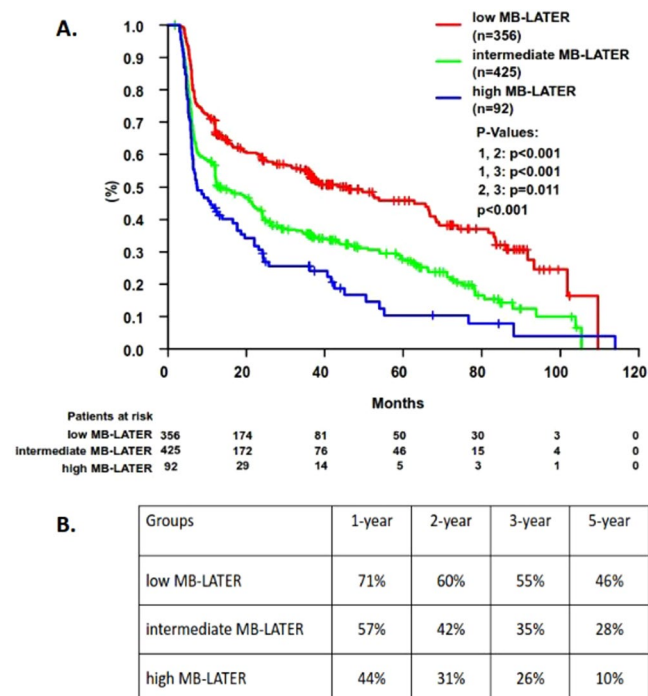 A.
low MB-LATER
(n=356)
intermediate MB-LATER
(n=425)
high MB-LATER
(n=92)
P-Values:
1, 2: p<0.001
1, 3: p<0.001
2, 3: p=0.011
p<0.001
(%)
1.0
0.9
0.8
0.7
0.6
0.5
0.4
0.3
0.2
0.1
0.0
0 20 40 60 80 100 120
Months
Patients at risk
low MB-LATER 356 174 81 50 30 3 0
intermediate MB-LATER 425 172 76 46 15 4 0
high MB-LATER 92 29 14 5 3 1 0
B.
Groups 1-year 2-year 3-year 5-year
low MB-LATER 71% 60% 55% 46%
intermediate MB-LATER 57% 42% 35% 28%
high MB-LATER 44% 31% 26% 10%